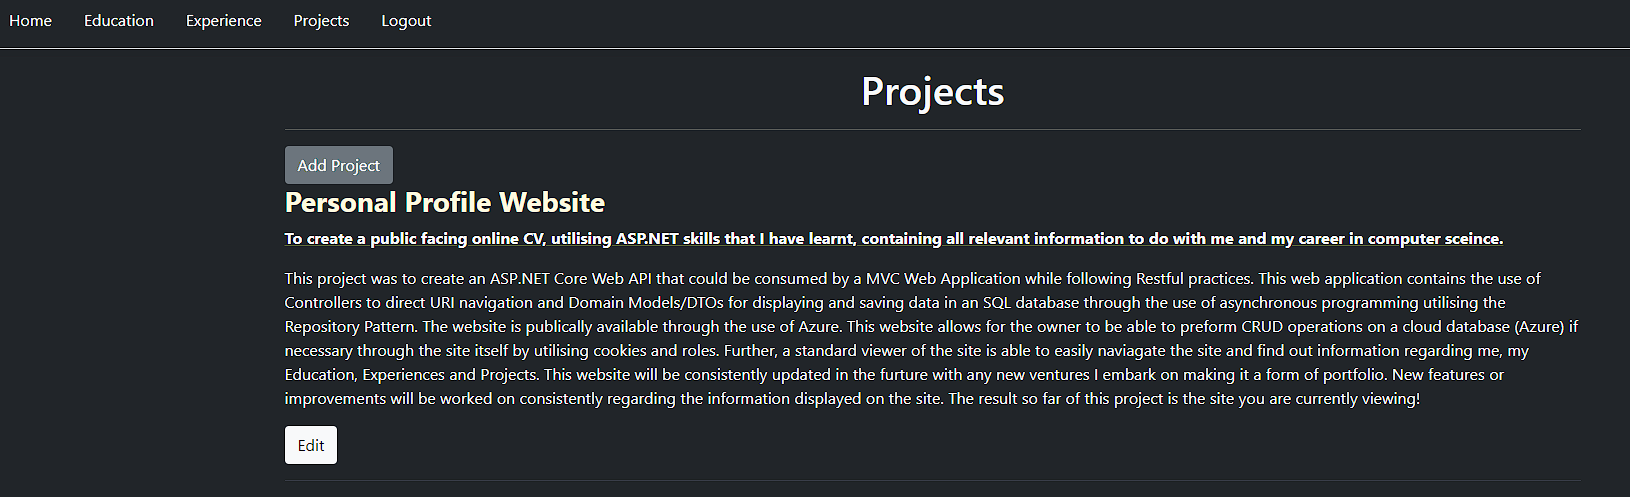 Home Education Experience Projects Logout
Projects
Add Project
Personal Profile Website
To create a public facing online CV, utilising ASP.NET skills that I have learnt, containing all relevant information to do with me and my career in computer sceince.
This project was to create an ASP.NET Core Web API that could be consumed by a MVC Web Application while following Restful practices. This web application contains the use of
Controllers to direct URI navigation and Domain Models/DTOs for displaying and saving data in an SQL database through the use of asynchronous programming utilising the
Repository Pattern. The website is publically available through the use of Azure. This website allows for the owner to be able to preform CRUD operations on a cloud database (Azure) if
necessary through the site itself by utilising cookies and roles. Further, a standard viewer of the site is able to easily naviagate the site and find out information regarding me, my
Education, Experiences and Projects. This website will be consistently updated in the furture with any new ventures I embark on making it a form of portfolio. New features or
improvements will be worked on consistently regarding the information displayed on the site. The result so far of this project is the site you are currently viewing!
Edit